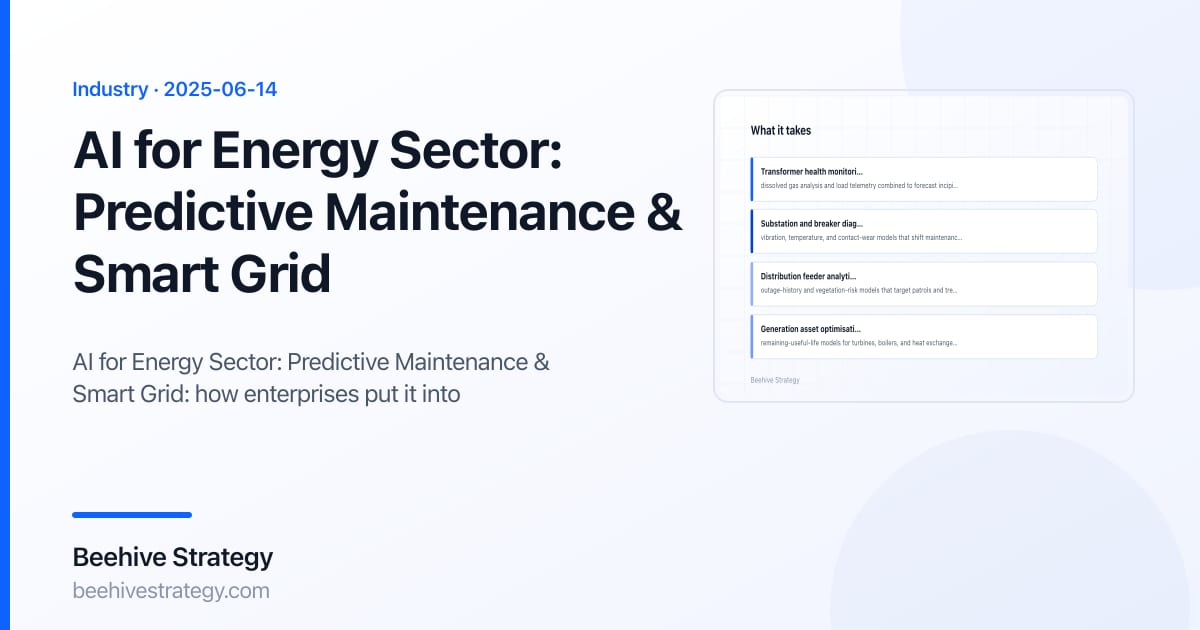 Industry · 2025-06-14
AI for Energy Sector:
Predictive Maintenance &
Smart Grid
AI for Energy Sector: Predictive Maintenance &
Smart Grid: how enterprises put it into
Beehive Strategy
beehivestrategy.com
What it takes
Transformer health monitori...
dissolved gas analysis and load telemetry combined to forecast incipi...
Substation and breaker diag...
vibration, temperature, and contact-wear models that shift maintenanc...
Distribution feeder analyti...
outage-history and vegetation-risk models that target patrols and tre...
Generation asset optimisati...
remaining-useful-life models for turbines, boilers, and heat exchange...
Beehive Strategy